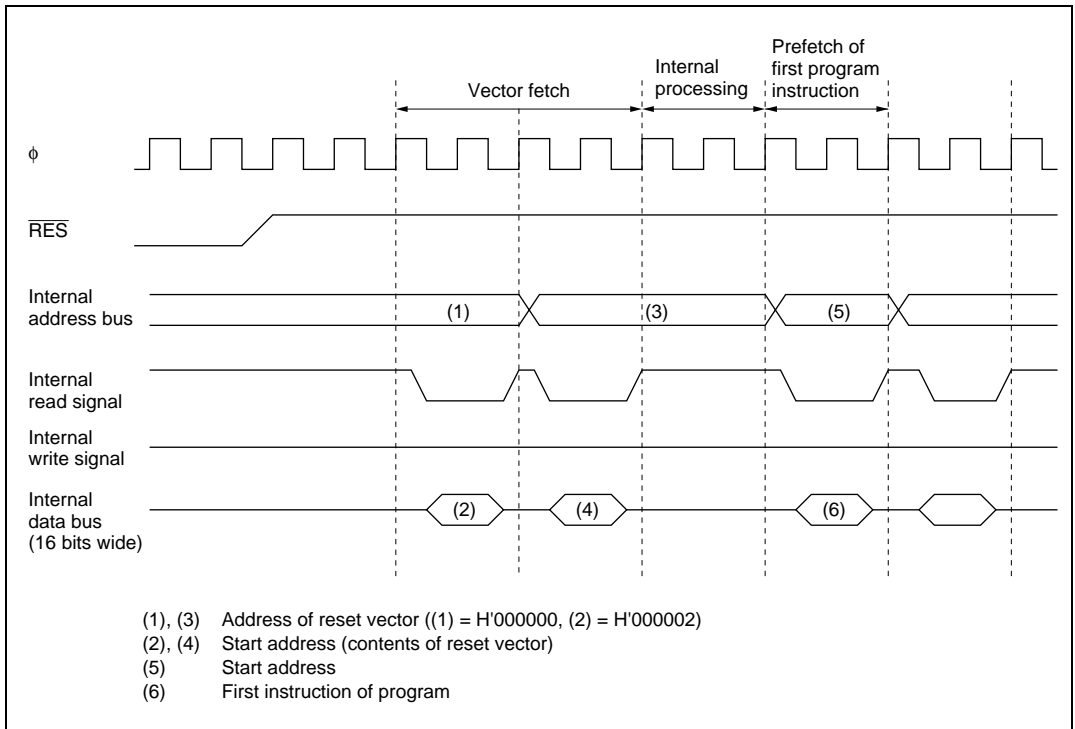 Vector fetch
Internal
processing
Prefetch of
first program
instruction
φ
RES
Internal
address bus
(1)
(3)
(5)
Internal
read signal
Internal
write signal
Internal
data bus
(16 bits wide)
(2)
(4)
(6)
(1), (3) Address of reset vector ((1) = H'000000, (2) = H'000002)
(2), (4) Start address (contents of reset vector)
(5) Start address
(6) First instruction of program